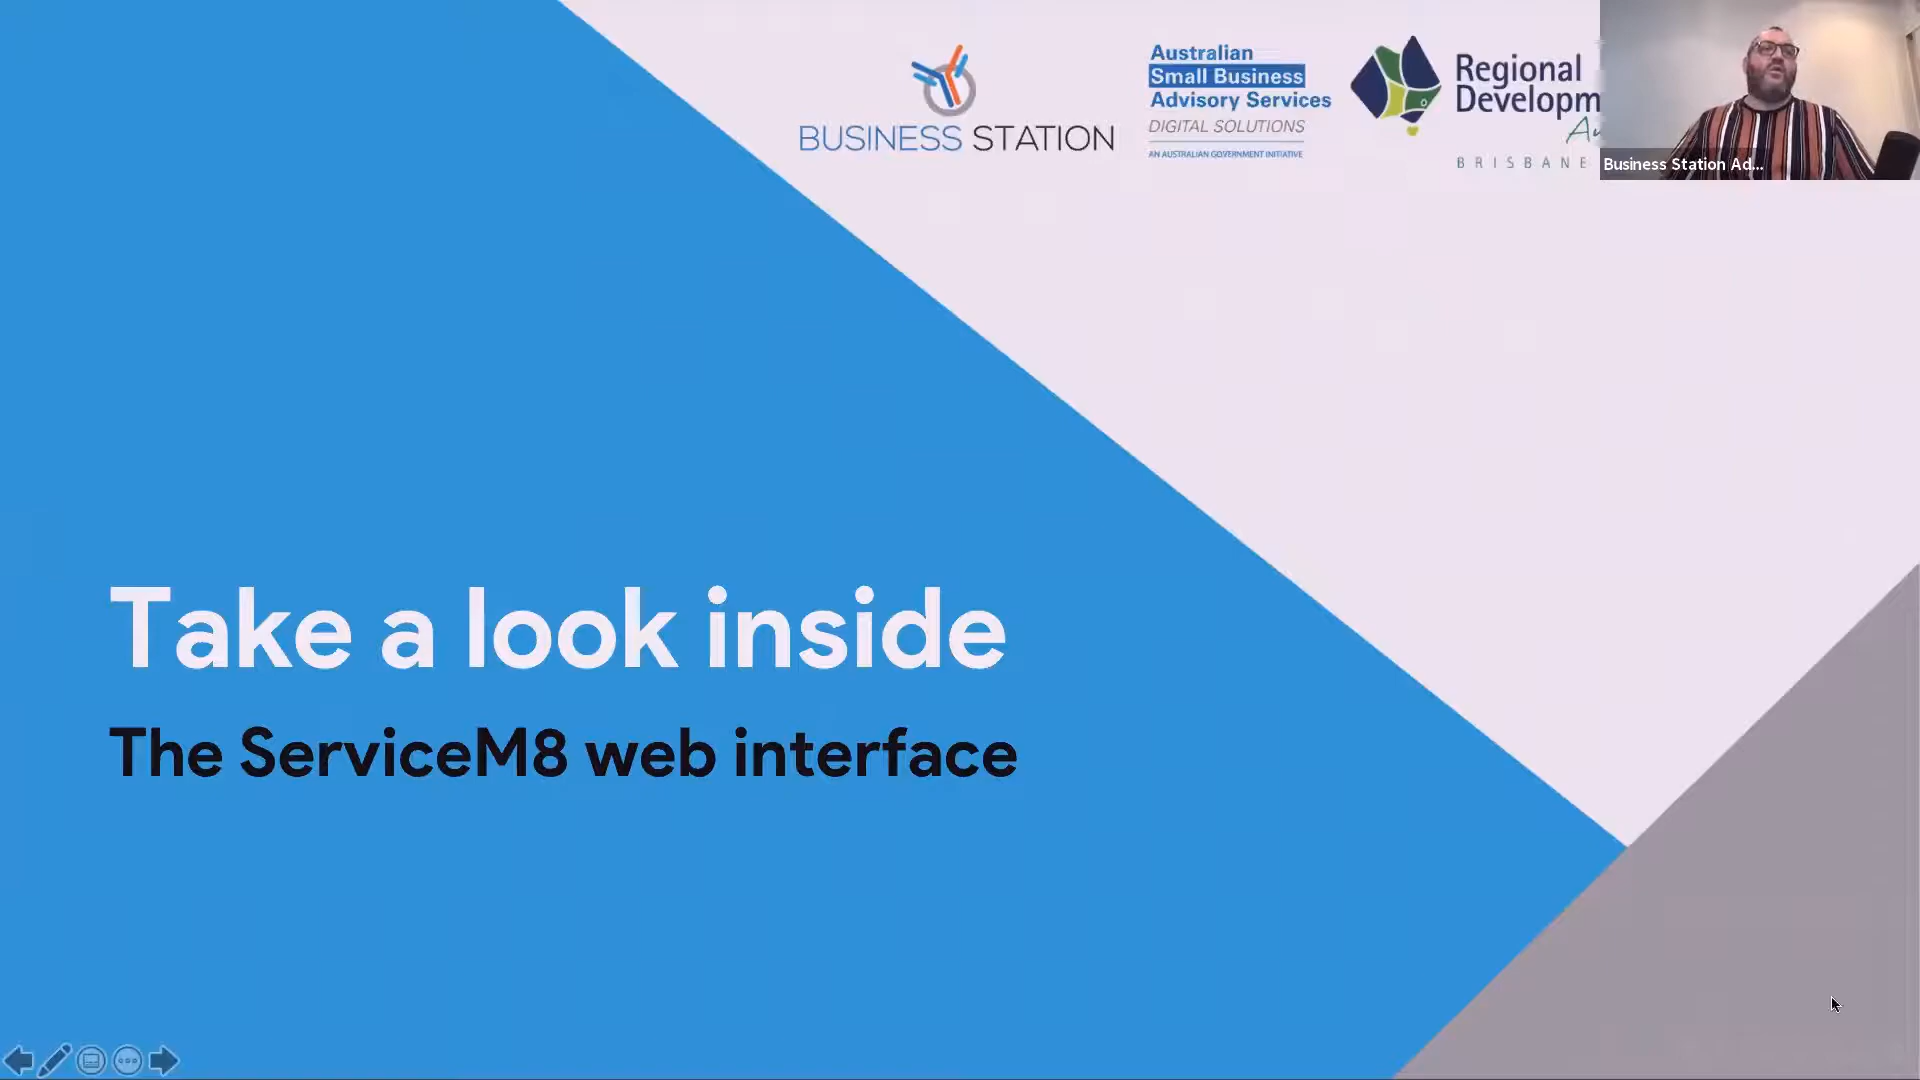 BUSINESS STATION
Australian
Small Business
Advisory Services
DIGITAL SOLUTIONS
AN AUSTRALIAN GOVERNMENT INITIATIVE
Regional
Developm
Au
BRISBANE
Business Station Ad...
Take a look inside
The ServiceM8 web interface